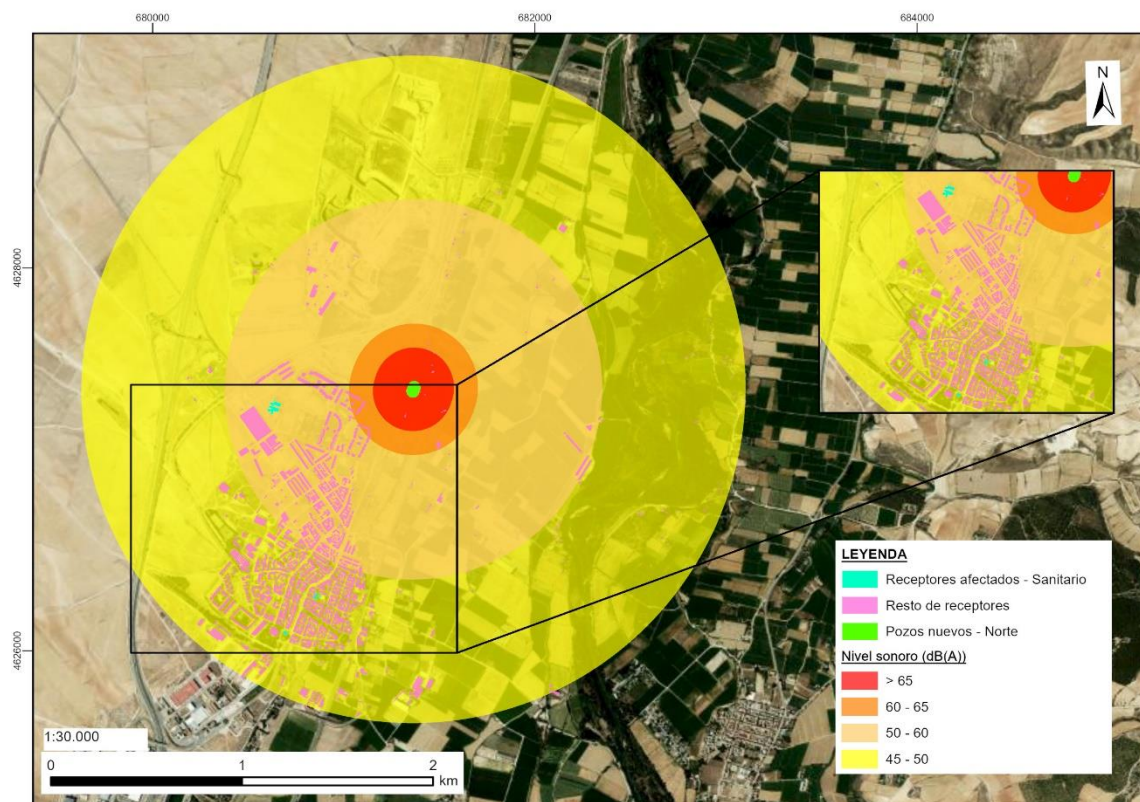 680000
682000
684000
N
4628000
4626000
LEYENDA
Receptores afectados - Sanitario
Resto de receptores
Pozos nuevos - Norte
Nivel sonoro (dB(A))
> 65
60 - 65
50 - 60
45 - 50
1:30.000
0
1
2
km